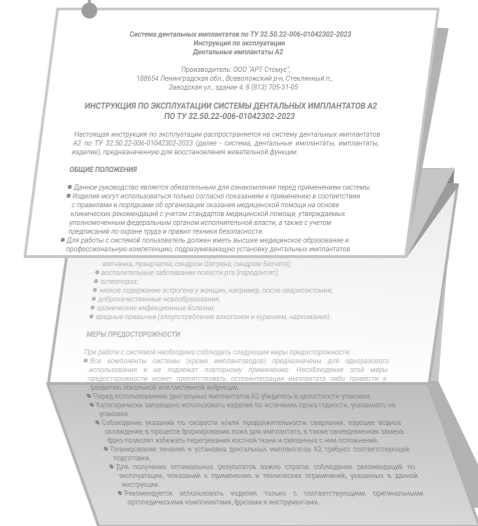 Система дентальных имплантатов по ТУ 32.50.22-006-01042302-2023
Инструкция по эксплуатации
Дентальные имплантаты А2
Производитель: ООО "АРТ Стомус",
188654 Ленинградская обл., Всеволожский р-н, Стеклянный п.,
Заводская ул., здание 4, 8 (813) 705-31-05
ИНСТРУКЦИЯ ПО ЭКСПЛУАТАЦИИ СИСТЕМЫ ДЕНТАЛЬНЫХ ИМПЛАНТАТОВ А2
ПО ТУ 32.50.22-006-01042302-2023
Настоящая инструкция по эксплуатации распространяется на систему дентальных имплантатов
А2 по ТУ 32.50.22-006-01042302-2023 (далее - система, дентальные имплантаты, имплантаты,
изделие), предназначенную для восстановления жевательной функции.
ОБЩИЕ ПОЛОЖЕНИЯ
● Данное руководство является обязательным для ознакомления перед применением системы.
● Изделия могут использоваться только согласно показаниям к применению в соответствии
с правилами и порядками об организации оказания медицинской помощи на основе
клинических рекомендаций с учетом стандартов медицинской помощи, утверждаемых
уполномоченным федеральным органом исполнительной власти, а также с учетом
предписаний по охране труда и правил техники безопасности.
● Для работы с системой пользователь должен иметь высшее медицинское образование и
профессиональную компетенцию, подразумевающую установку дентальных имплантатов
волчанка, пузырчатка, синдром Шегрена, синдром Бехчета);
● воспалительные заболевания полости рта (пародонтит);
● остеопороз;
● низкое содержание эстрогена у женщин, например, после овариоэктомии;
● доброкачественные новообразования;
● хронические инфекционные болезни;
● вредные привычки (злоупотребление алкоголем и курением, наркомания).
МЕРЫ ПРЕДОСТОРОЖНОСТИ
При работе с системой необходимо соблюдать следующие меры предосторожности:
● Все компоненты системы (кроме имплантоводов) предназначены для одноразового
использования и не подлежат повторному применению. Несоблюдение этой меры
предосторожности может препятствовать остеоинтеграции имплантата либо привести к
развитию локальной или системной инфекции.
● Перед использованием дентальных имплантатов К2 убедитесь в целостности упаковки.
● Категорически запрещено использовать изделия по истечении срока годности, указанного на
упаковке.
● Соблюдение указаний по скорости и/или продолжительности сверления, хорошее водное
охлаждение в процессе формирования ложа для имплантата, а также своевременная замена
фрез позволят избежать перегревания костной ткани и связанных с ним осложнений.
● Планирование лечения и установка дентальных имплантатов А2 требуют соответствующей
подготовки.
● Для получения оптимальных результатов важно строгое соблюдение рекомендаций по
эксплуатации, показаний к применению и технических ограничений, указанных в данной
инструкции.
● Рекомендуется использовать изделия только с соответствующими оригинальными
ортопедическими компонентами, фрезами и инструментами.